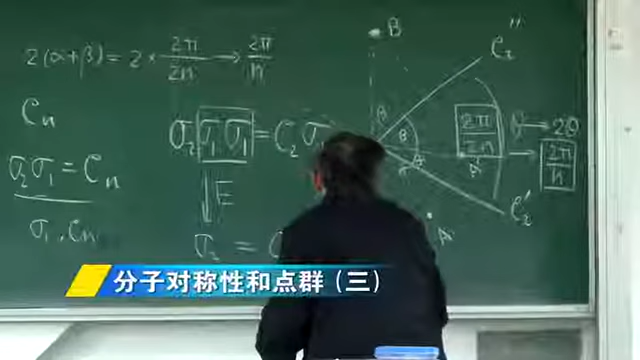 2(α+β)=2×2π/2n→2π/n
Cn
σ2σ1=Cn
σ1.Cn
σ2 σ1 σ1 = C2 σ1
↓E
σ2 = C
B
C2''
2π/2n
θ→2θ
2π/n
A'
C2'
A
分子对称性和点群（三）